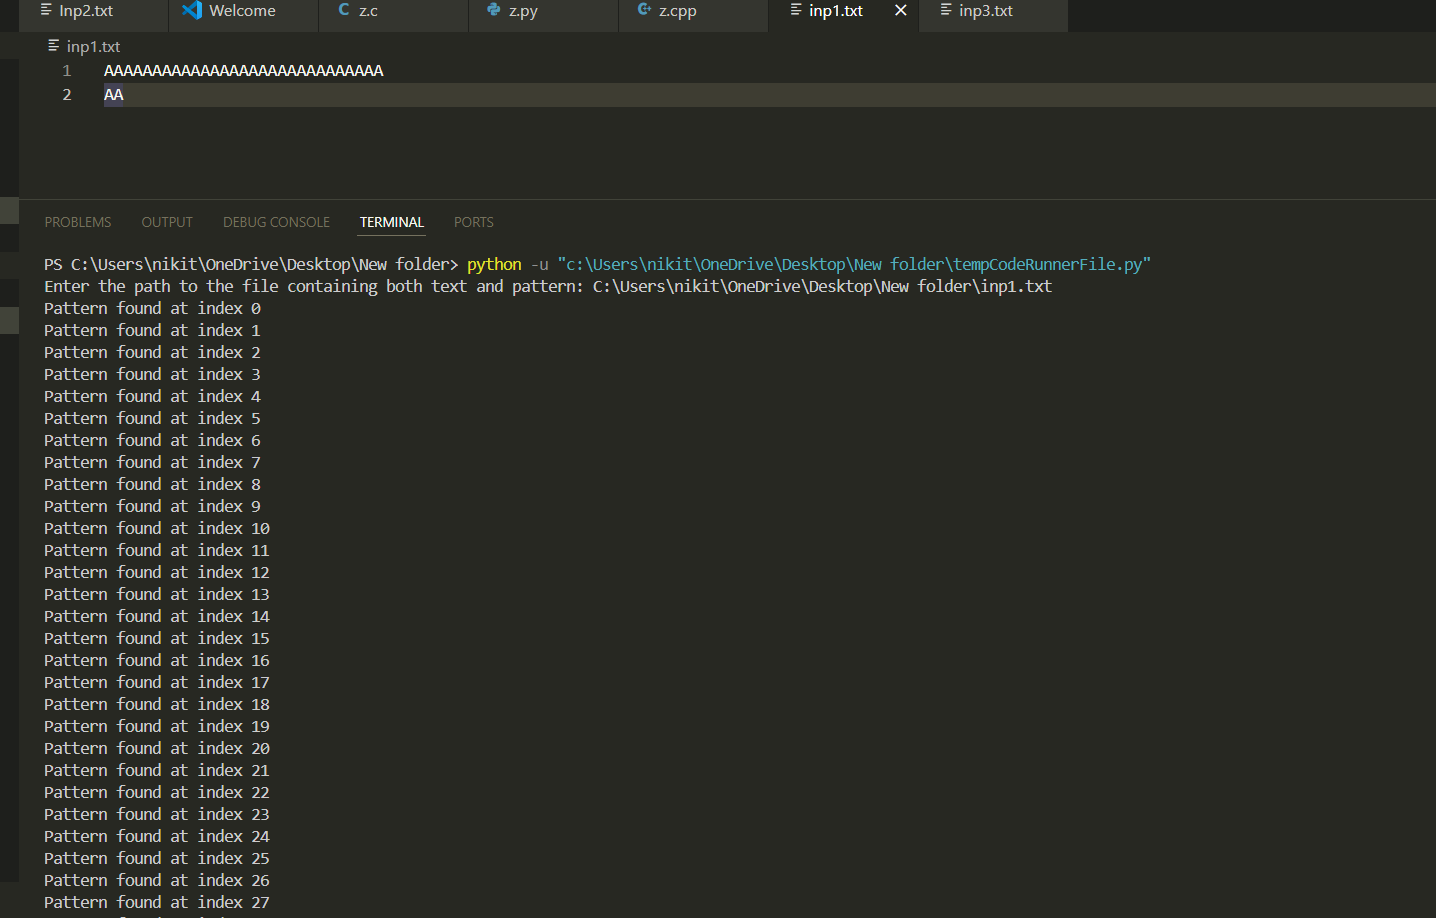 Inp2.txt Welcome C z.c z.py z.cpp inp1.txt inp3.txt
inp1.txt
1 AAAAAAAAAAAAAAAAAAAAAAAAAAAAA
2 AA
PROBLEMS OUTPUT DEBUG CONSOLE TERMINAL PORTS
PS C:\Users\nikit\OneDrive\Desktop\New folder> python -u "c:\Users\nikit\OneDrive\Desktop\New folder\tempCodeRunnerFile.py"
Enter the path to the file containing both text and pattern: C:\Users\nikit\OneDrive\Desktop\New folder\inp1.txt
Pattern found at index 0
Pattern found at index 1
Pattern found at index 2
Pattern found at index 3
Pattern found at index 4
Pattern found at index 5
Pattern found at index 6
Pattern found at index 7
Pattern found at index 8
Pattern found at index 9
Pattern found at index 10
Pattern found at index 11
Pattern found at index 12
Pattern found at index 13
Pattern found at index 14
Pattern found at index 15
Pattern found at index 16
Pattern found at index 17
Pattern found at index 18
Pattern found at index 19
Pattern found at index 20
Pattern found at index 21
Pattern found at index 22
Pattern found at index 23
Pattern found at index 24
Pattern found at index 25
Pattern found at index 26
Pattern found at index 27